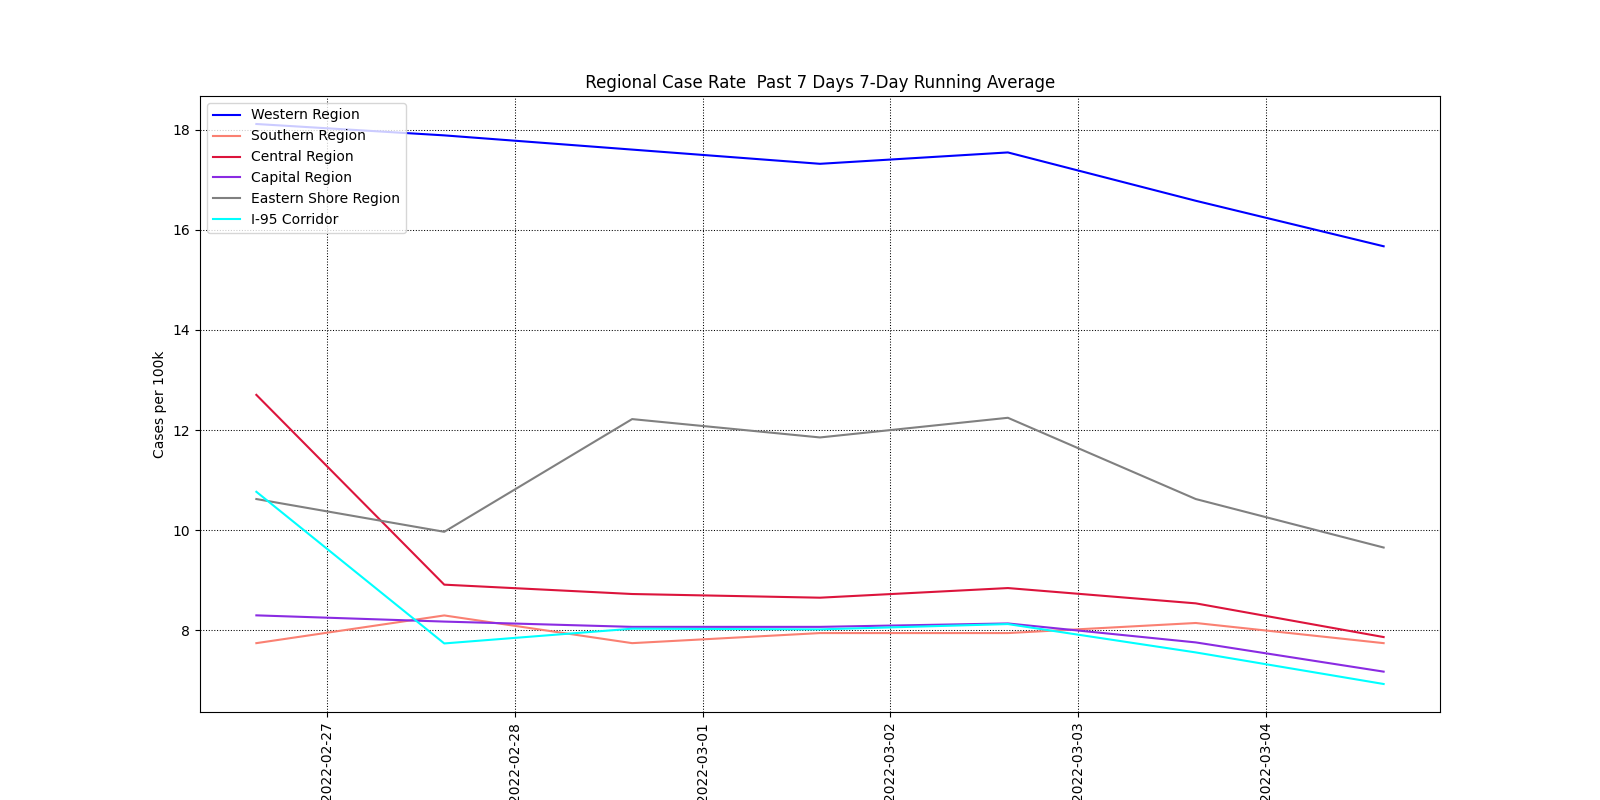 Regional Case Rate  Past 7 Days 7-Day Running Average
Western Region
Southern Region
Central Region
Capital Region
Eastern Shore Region
I-95 Corridor
Cases per 100k
18
16
14
12
10
8
2022-02-27
2022-02-28
2022-03-01
2022-03-02
2022-03-03
2022-03-04